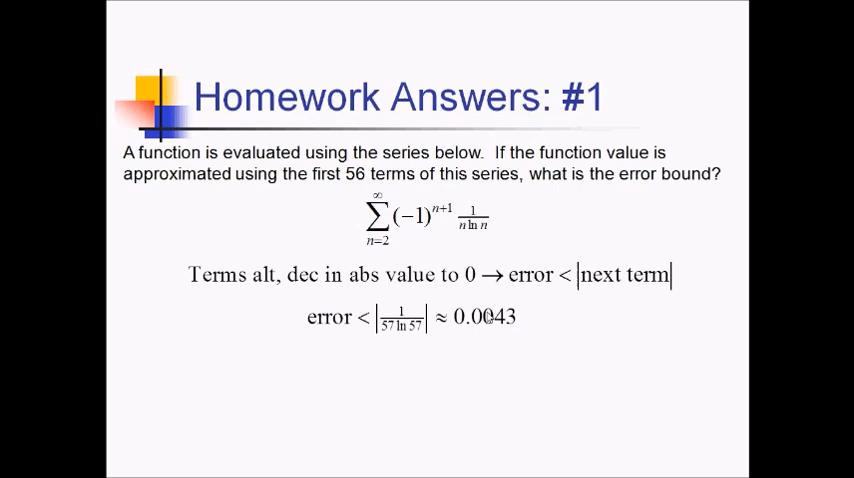 Homework Answers: #1
A function is evaluated using the series below. If the function value is
approximated using the first 56 terms of this series, what is the error bound?
∞
∑(−1)ⁿ⁺¹ 1/(n ln n)
n=2
Terms alt, dec in abs value to 0 → error < |next term|
error < |1/(57 ln 57)| ≈ 0.0043